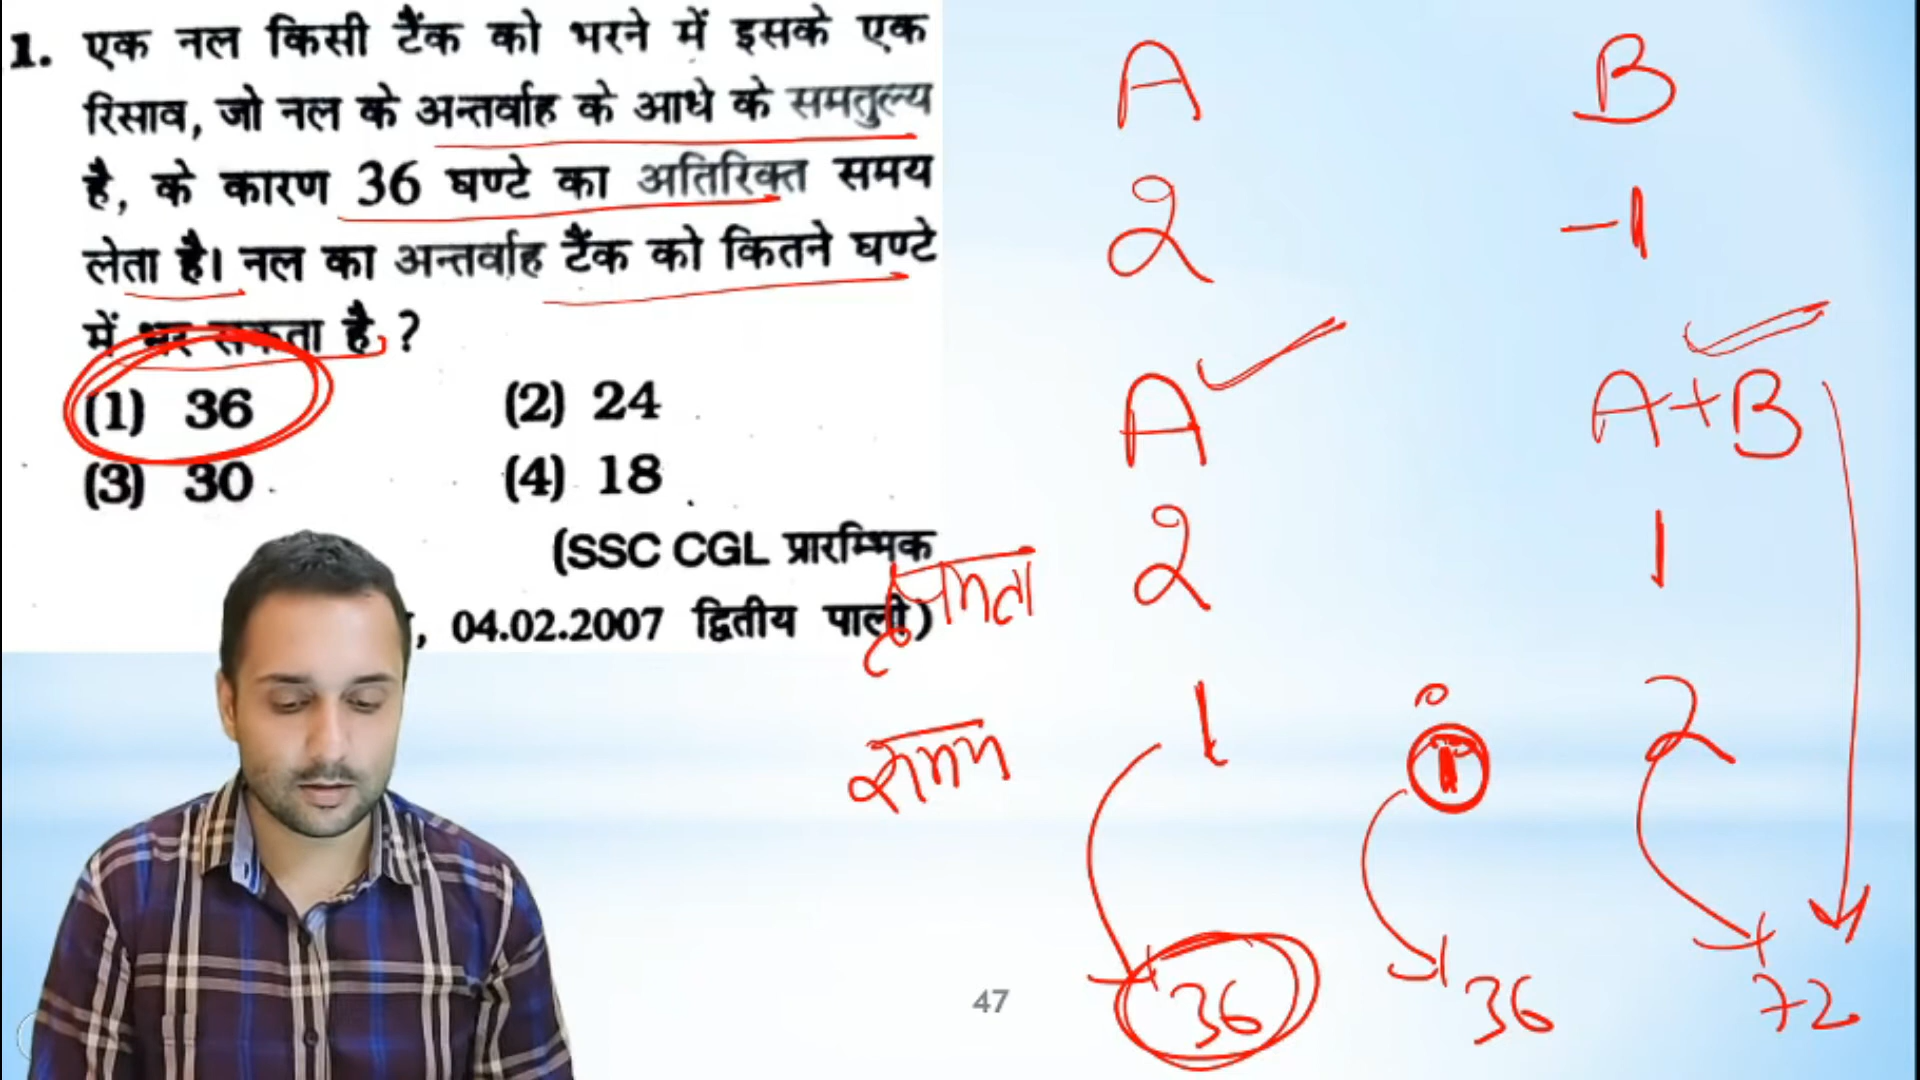 1. एक नल किसी टैंक को भरने में इसके एक
रिसाव, जो नल के अन्तर्वाह के आधे के समतुल्य
है, के कारण 36 घण्टे का अतिरिक्त समय
लेता है। नल का अन्तर्वाह टैंक को कितने घण्टे
में भर सकता है ?
(1) 36 (2) 24
(3) 30 (4) 18
(SSC CGL प्रारम्भिक
, 04.02.2007 द्वितीय पाली)
A B
2 -1
A A+B
क्षमता 2 1
समय 1 1 2
36 36 72
47